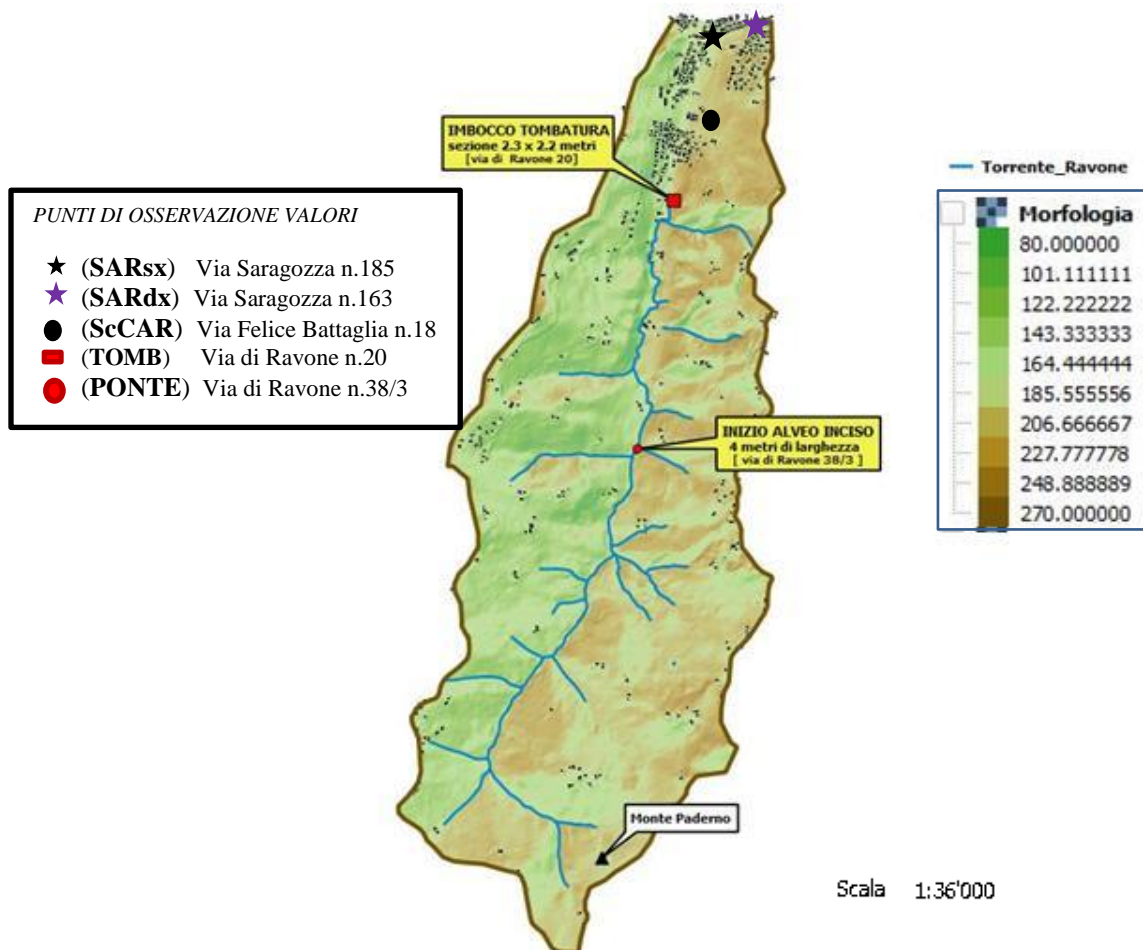 IMBOCCO TOMBATURA
sezione 2.3 x 2.2 metri
[via di Ravone 20]
PUNTI DI OSSERVAZIONE VALORI
(SARsx) Via Saragozza n.185
(SARdx) Via Saragozza n.163
(ScCAR) Via Felice Battaglia n.18
(TOMB) Via di Ravone n.20
(PONTE) Via di Ravone n.38/3
Torrente_Ravone
Morfologia
80.000000
101.111111
122.222222
143.333333
164.444444
185.555556
206.666667
227.777778
248.888889
270.000000
INIZIO ALVEO INCISO
4 metri di larghezza
[ via di Ravone 38/3 ]
Monte Paderno
Scala 1:36'000